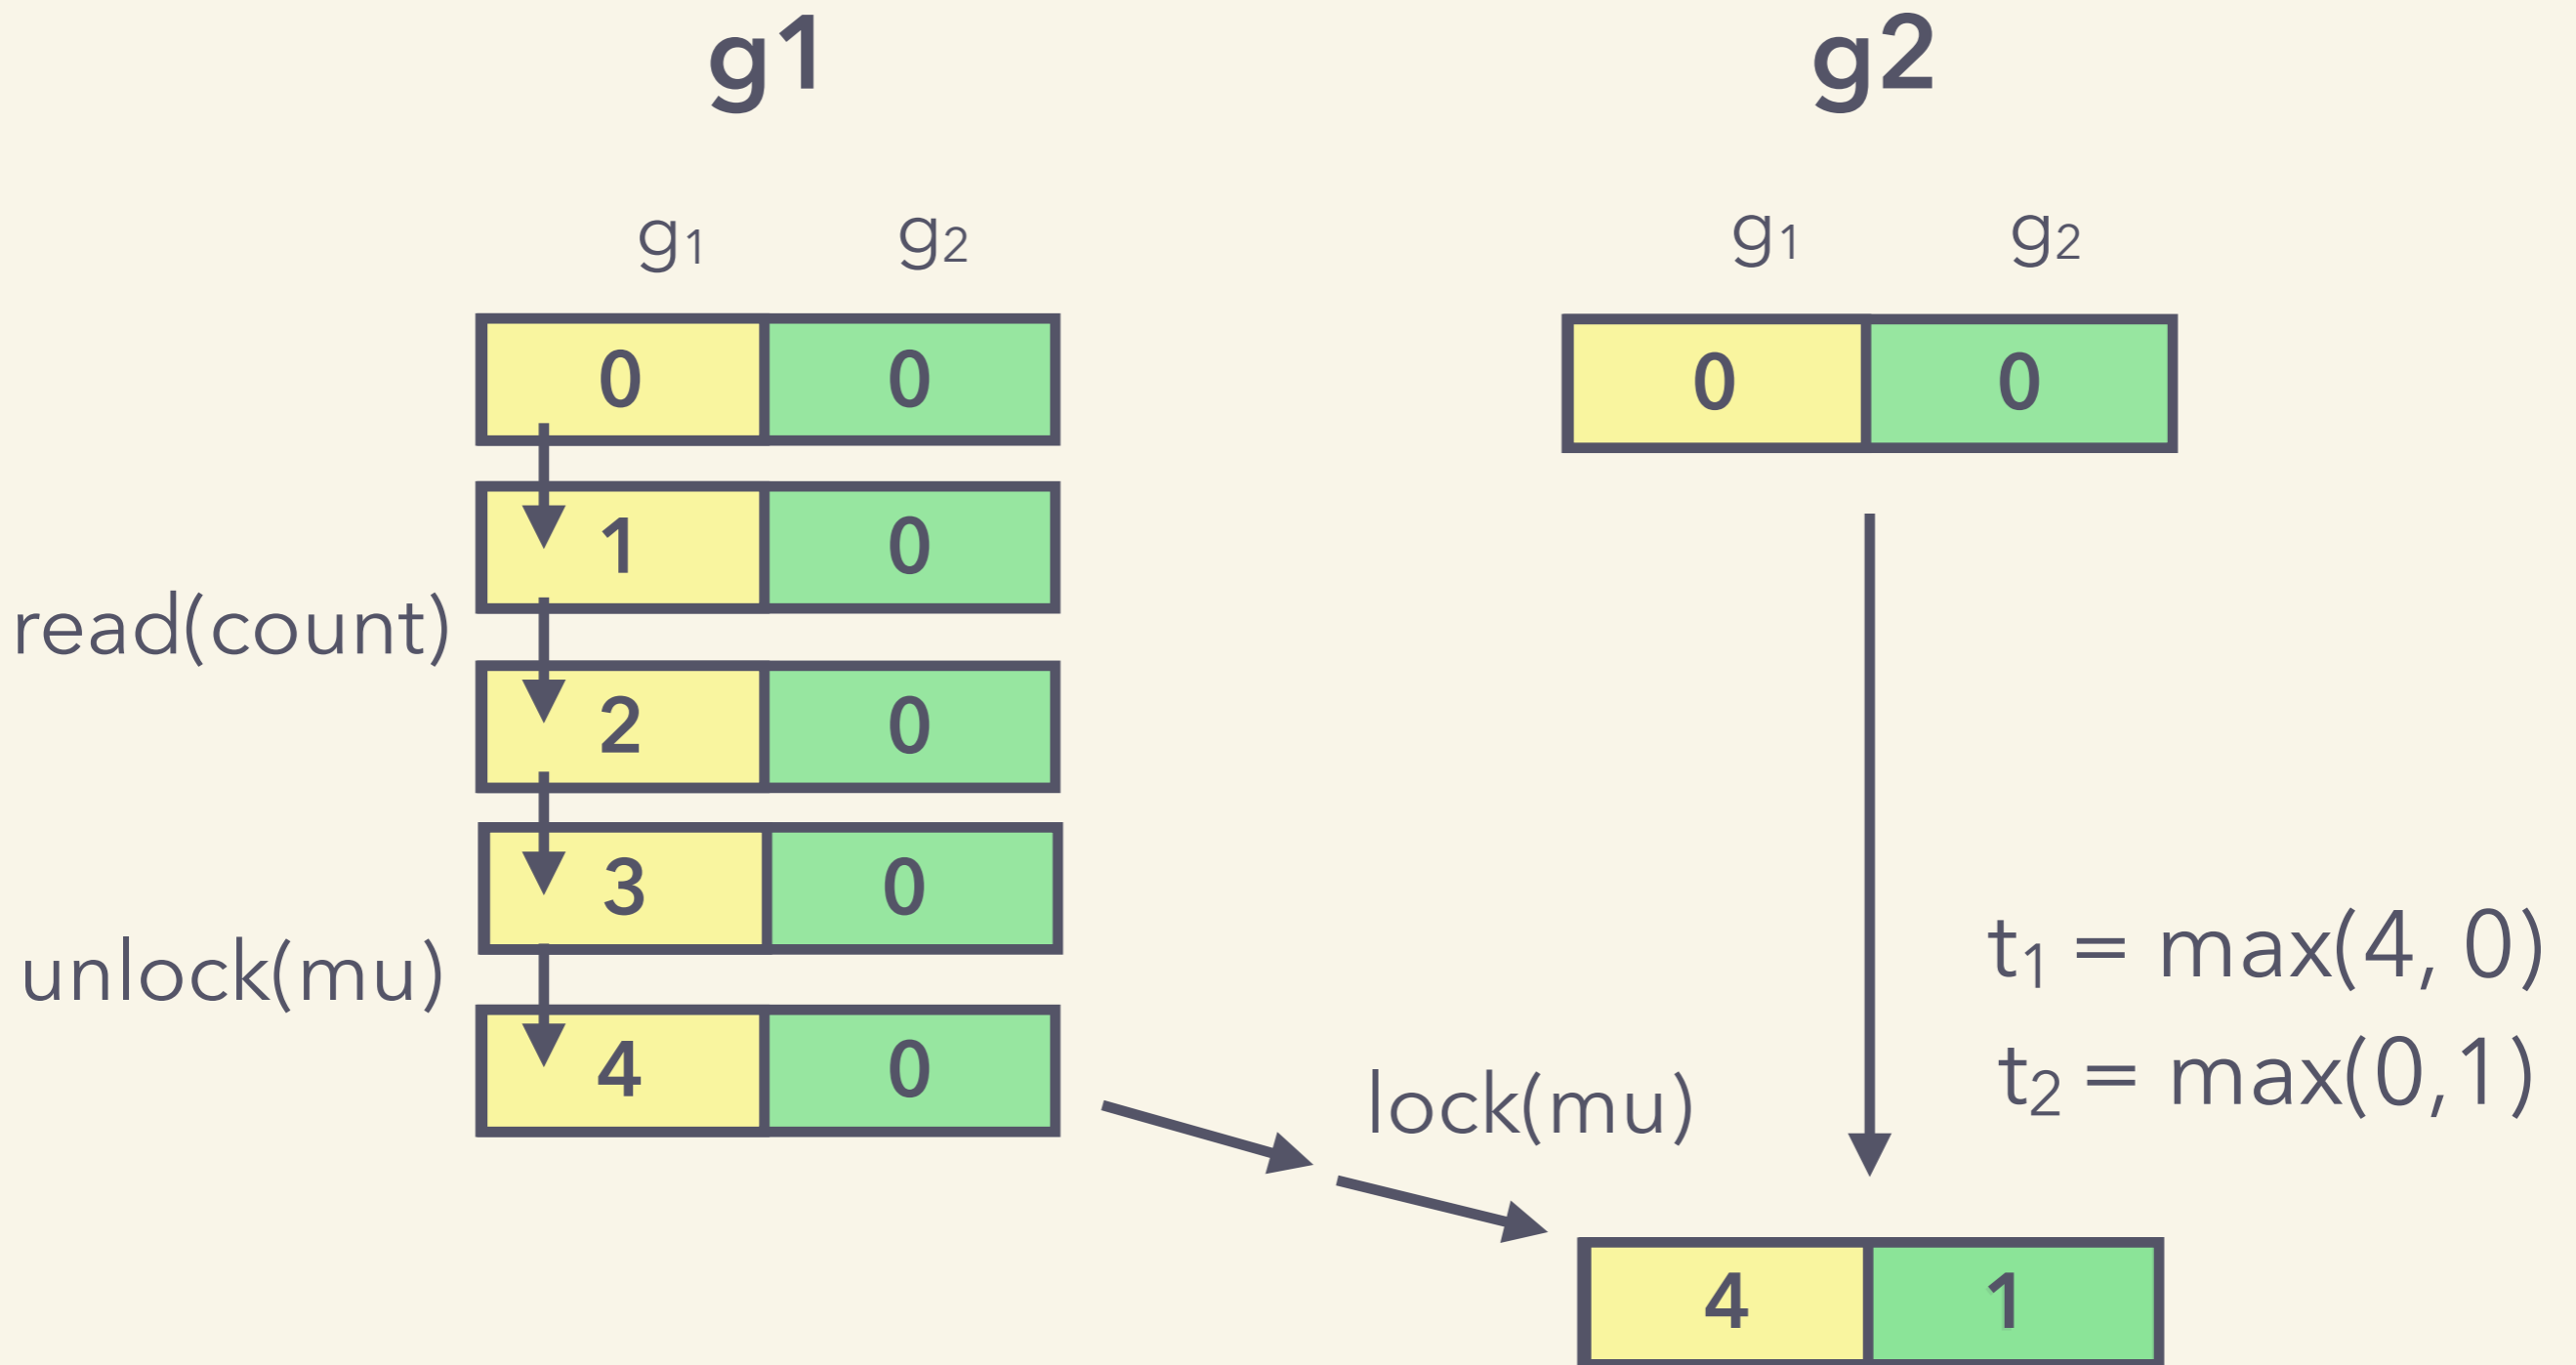 g1 g2
g1 g2 g1 g2
0 0 0 0
1 0
read(count)
2 0
3 0
t1 = max(4, 0)
unlock(mu)
4 0
t2 = max(0,1)
lock(mu)
4 1